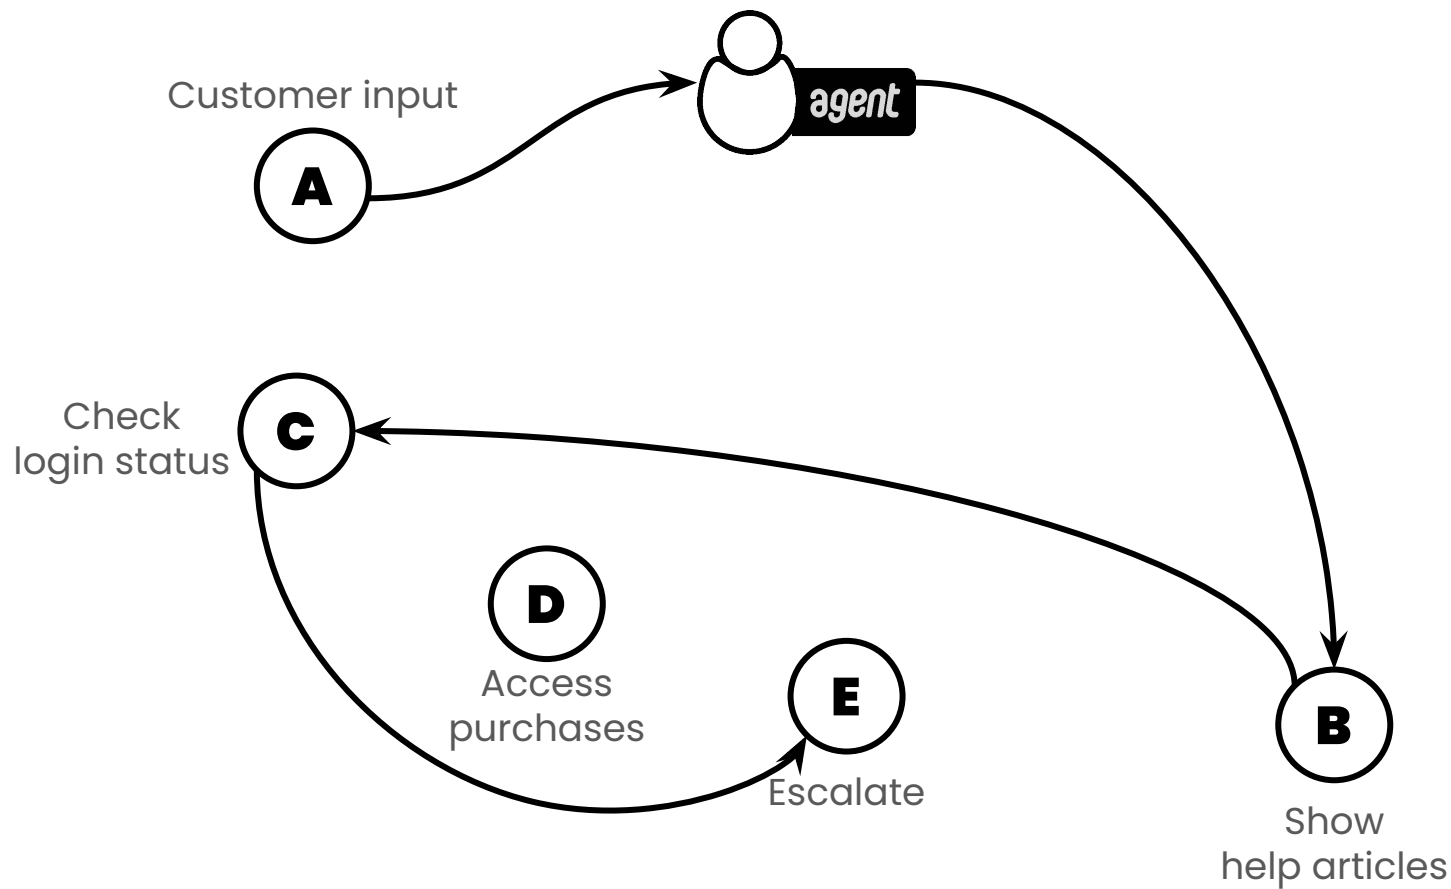 Customer input
A
agent
Check
login status
C
D
Access
purchases
E
Escalate
B
Show
help articles